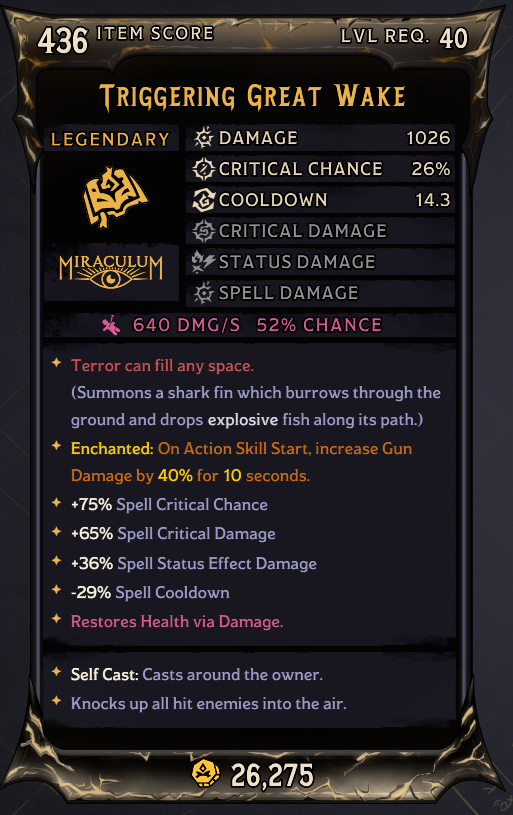 436 ITEM SCORE LVL REQ. 40
TRIGGERING GREAT WAKE
LEGENDARY
MIRACULUM
DAMAGE 1026
CRITICAL CHANCE 26%
COOLDOWN 14.3
CRITICAL DAMAGE
STATUS DAMAGE
SPELL DAMAGE
640 DMG/S 52% CHANCE
Terror can fill any space.
(Summons a shark fin which burrows through the
ground and drops explosive fish along its path.)
Enchanted: On Action Skill Start, increase Gun
Damage by 40% for 10 seconds.
+75% Spell Critical Chance
+65% Spell Critical Damage
+36% Spell Status Effect Damage
-29% Spell Cooldown
Restores Health via Damage.
Self Cast: Casts around the owner.
Knocks up all hit enemies into the air.
26,275